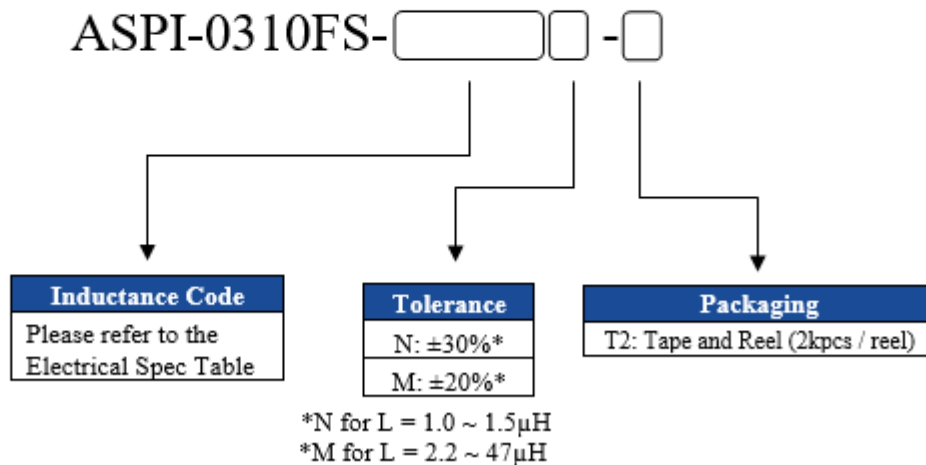 ASPI-0310FS- -
Inductance Code
Please refer to the
Electrical Spec Table
Tolerance
N: ±30%*
M: ±20%*
*N for L = 1.0 ~ 1.5µH
*M for L = 2.2 ~ 47µH
Packaging
T2: Tape and Reel (2kpcs / reel)